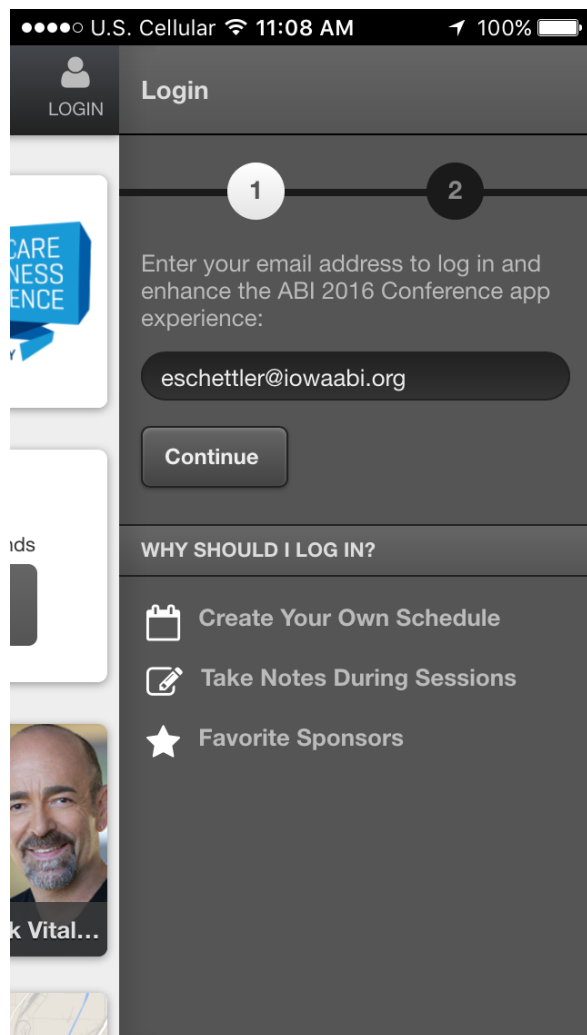 U.S. Cellular 11:08 AM 100%
LOGIN
Login
1 2
Enter your email address to log in and
enhance the ABI 2016 Conference app
experience:
eschettler@iowaabi.org
Continue
WHY SHOULD I LOG IN?
Create Your Own Schedule
Take Notes During Sessions
Favorite Sponsors
CARE
NESS
ENCE
Y
nds
k Vital...